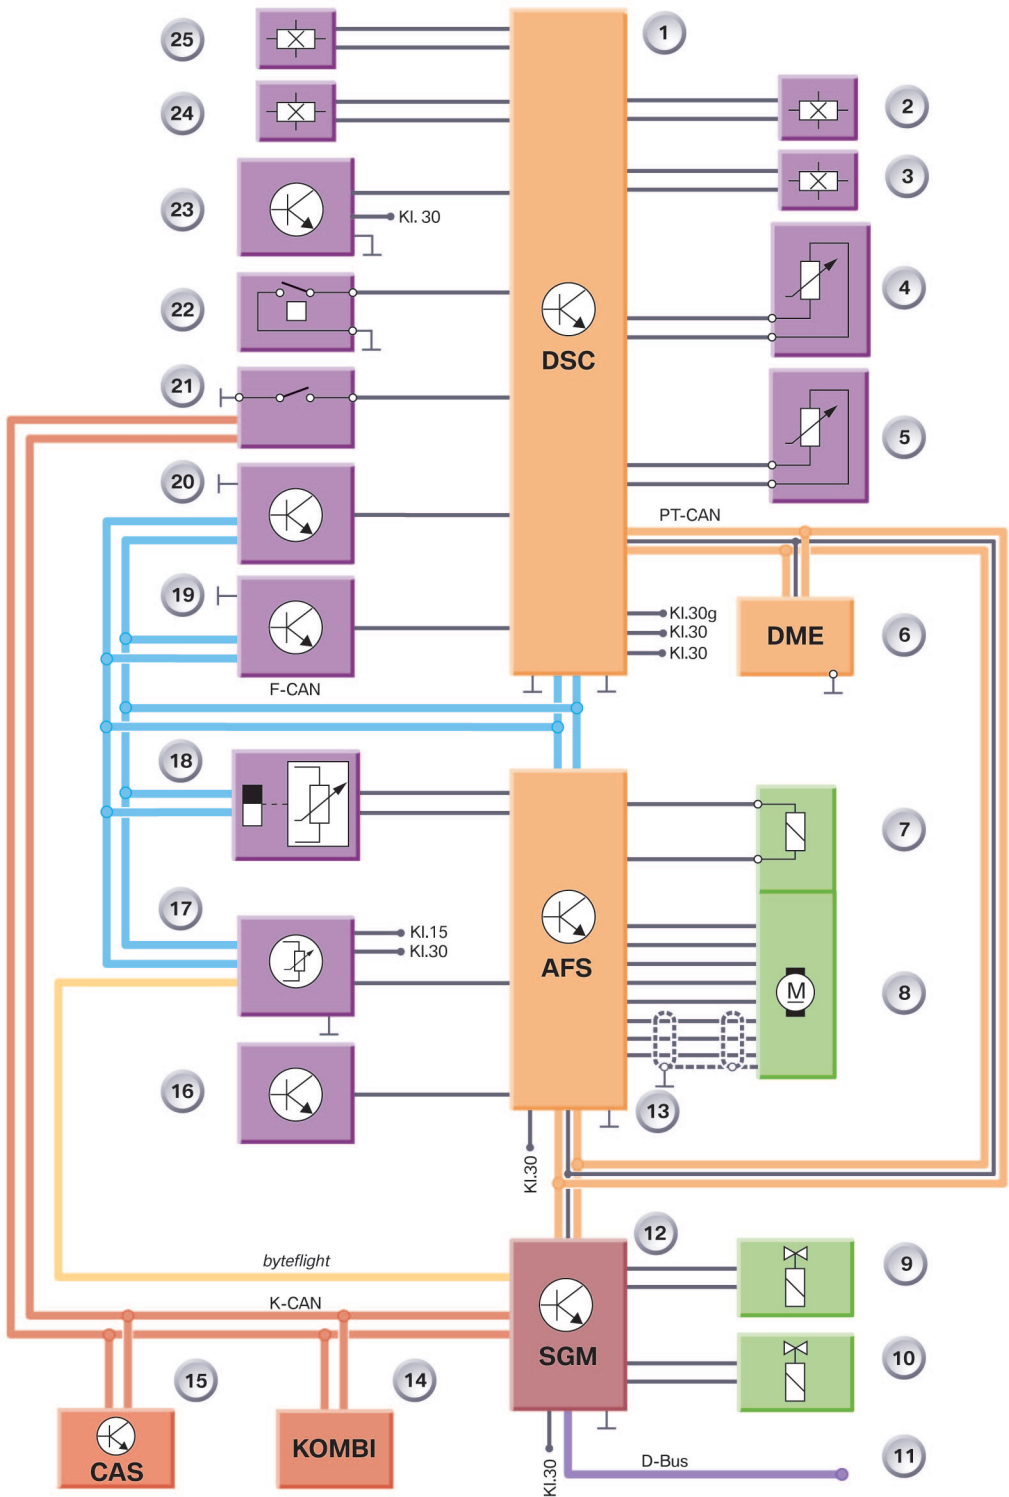 25
1
24
2
3
23
Kl. 30
4
22
DSC
21
5
20
PT-CAN
19
Kl.30g
Kl.30
Kl.30
DME
6
F-CAN
18
7
17
Kl.15
Kl.30
AFS
8
M
16
13
Kl.30
12
byteflight
9
K-CAN
SGM
10
15
14
KOMBI
CAS
Kl.30
D-Bus
11